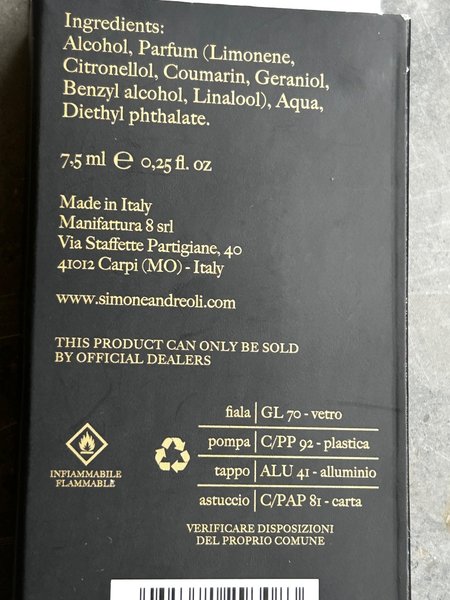 Ingredients:
Alcohol, Parfum (Limonene,
Citronellol, Coumarin, Geraniol,
Benzyl alcohol, Linalool), Aqua,
Diethyl phthalate.
7,5 ml ℮ 0,25 fl. oz
Made in Italy
Manifattura 8 srl
Via Staffette Partigiane, 40
41012 Carpi (MO) - Italy
www.simoneandreoli.com
THIS PRODUCT CAN ONLY BE SOLD
BY OFFICIAL DEALERS
INFIAMMABILE
FLAMMABLE
fiala | GL 70 - vetro
pompa | C/PP 92 - plastica
tappo | ALU 41 - alluminio
astuccio | C/PAP 81 - carta
VERIFICARE DISPOSIZIONI
DEL PROPRIO COMUNE